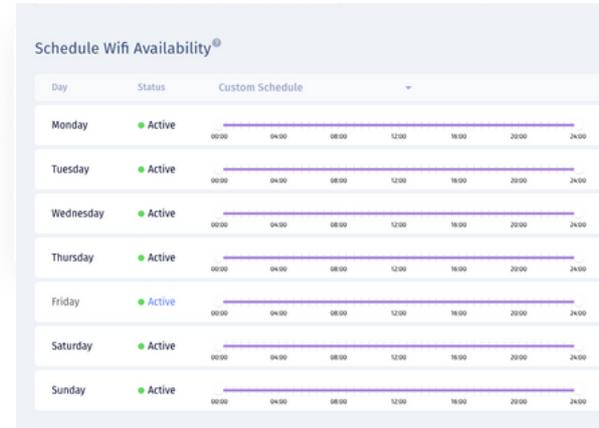 Schedule Wifi Availability?
Day Status Custom Schedule
Monday Active
00:00 04:00 08:00 12:00 16:00 20:00 24:00
Tuesday Active
00:00 04:00 08:00 12:00 16:00 20:00 24:00
Wednesday Active
00:00 04:00 08:00 12:00 16:00 20:00 24:00
Thursday Active
00:00 04:00 08:00 12:00 16:00 20:00 24:00
Friday Active
00:00 04:00 08:00 12:00 16:00 20:00 24:00
Saturday Active
00:00 04:00 08:00 12:00 16:00 20:00 24:00
Sunday Active
00:00 04:00 08:00 12:00 16:00 20:00 24:00